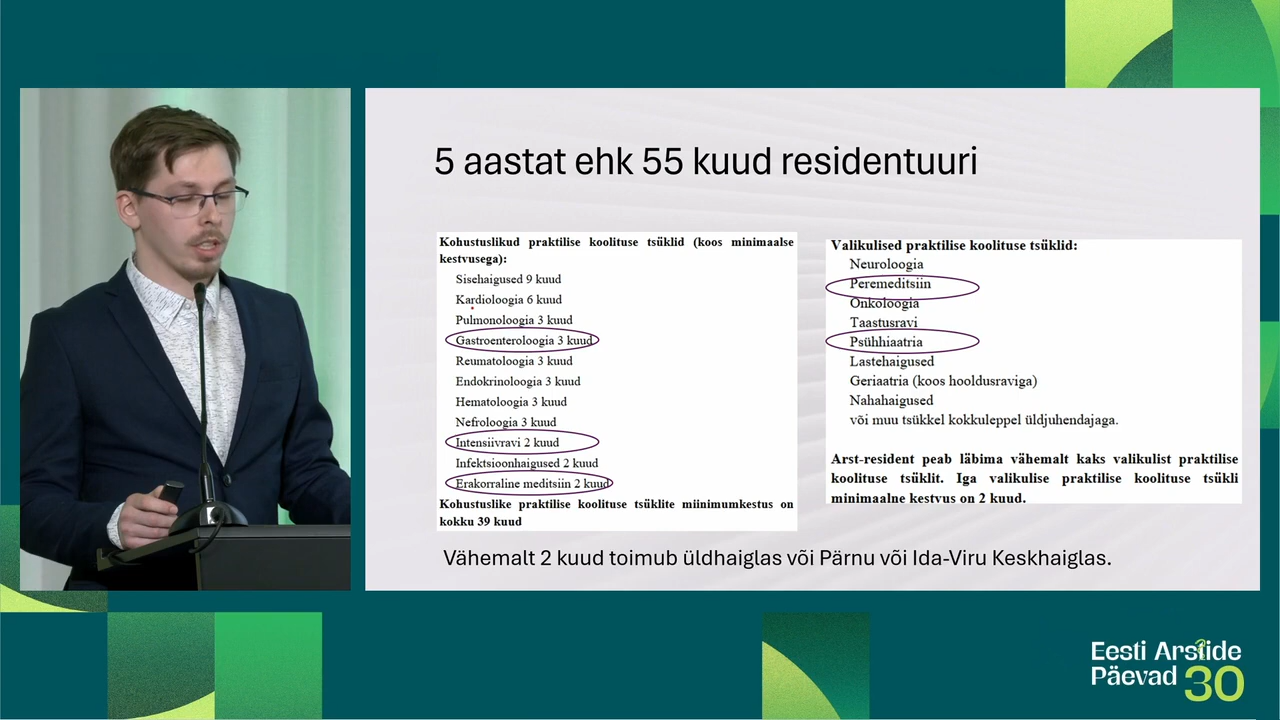 5 aastat ehk 55 kuud residentuuri
Kohustuslikud praktilise koolituse tsüklid (koos minimaalse
kestvusega):
Sisehaigused 9 kuud
Kardioloogia 6 kuud
Pulmonoloogia 3 kuud
Gastroenteroloogia 3 kuud
Reumatoloogia 3 kuud
Endokrinoloogia 3 kuud
Hematoloogia 3 kuud
Nefroloogia 3 kuud
Intensiivravi 2 kuud
Infektsioonhaigused 2 kuud
Erakorraline meditsiin 2 kuud
Kohustuslike praktilise koolituse tsüklite miinimumkestus on
kokku 39 kuud
Valikulised praktilise koolituse tsüklid:
Neuroloogia
Peremeditsiin
Onkoloogia
Taastusravi
Psühhiaatria
Lastehaigused
Geriaatria (koos hooldusraviga)
Nahahaigused
või muu tsükkel kokkuleppel üldjuhendajaga.
Arst-resident peab läbima vähemalt kaks valikulist praktilise
koolituse tsüklit. Iga valikulise praktilise koolituse tsükli
minimaalne kestvus on 2 kuud.
Vähemalt 2 kuud toimub üldhaiglas või Pärnu või Ida-Viru Keskhaiglas.
Eesti Arstide
Päevad 30